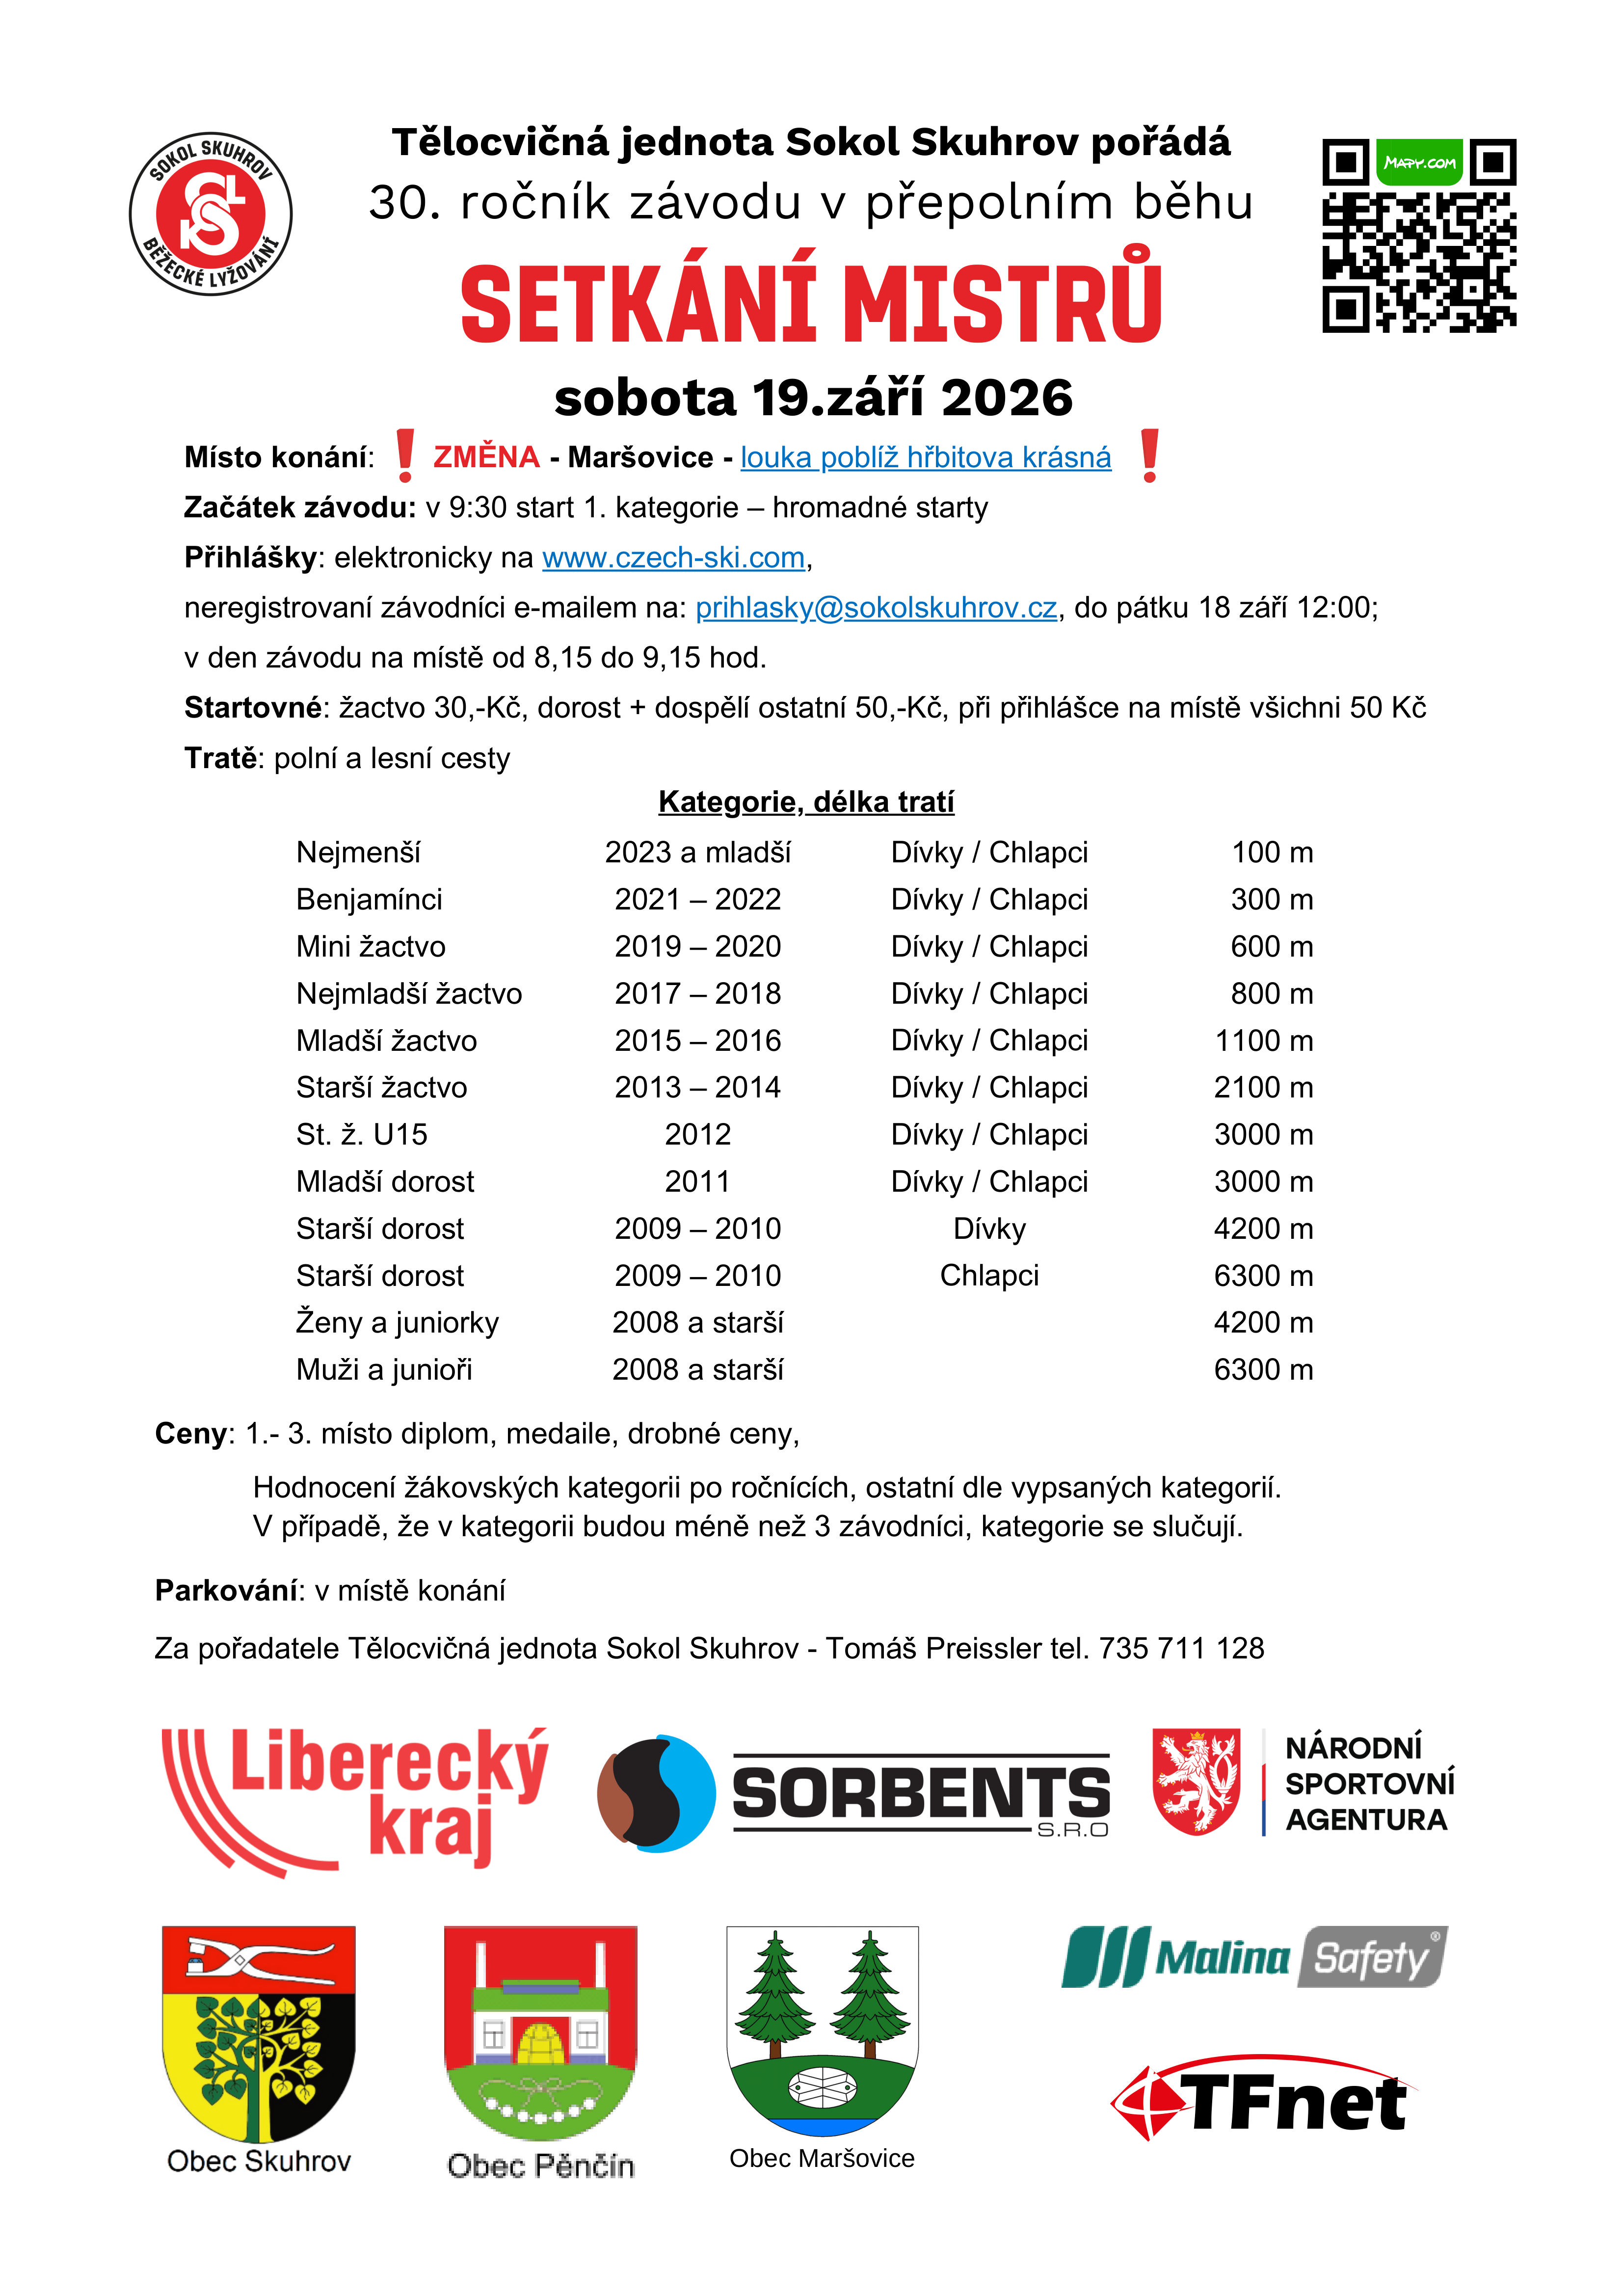 SOKOL SKUHROV
SKL
BĚŽECKÉ LYŽOVÁNÍ
Tělocvičná jednota Sokol Skuhrov pořádá
30. ročník závodu v přepolním běhu
SETKÁNÍ MISTRŮ
sobota 19.září 2026
MAPY.COM
Místo konání: ❗ ZMĚNA - Maršovice - louka poblíž hřbitova krásná ❗
Začátek závodu: v 9:30 start 1. kategorie – hromadné starty
Přihlášky: elektronicky na www.czech-ski.com,
neregistrovaní závodníci e-mailem na: prihlasky@sokolskuhrov.cz, do pátku 18 září 12:00;
v den závodu na místě od 8,15 do 9,15 hod.
Startovné: žactvo 30,-Kč, dorost + dospělí ostatní 50,-Kč, při přihlášce na místě všichni 50 Kč
Tratě: polní a lesní cesty
Kategorie, délka tratí
Nejmenší 2023 a mladší Dívky / Chlapci 100 m
Benjamínci 2021 – 2022 Dívky / Chlapci 300 m
Mini žactvo 2019 – 2020 Dívky / Chlapci 600 m
Nejmladší žactvo 2017 – 2018 Dívky / Chlapci 800 m
Mladší žactvo 2015 – 2016 Dívky / Chlapci 1100 m
Starší žactvo 2013 – 2014 Dívky / Chlapci 2100 m
St. ž. U15 2012 Dívky / Chlapci 3000 m
Mladší dorost 2011 Dívky / Chlapci 3000 m
Starší dorost 2009 – 2010 Dívky 4200 m
Starší dorost 2009 – 2010 Chlapci 6300 m
Ženy a juniorky 2008 a starší 4200 m
Muži a junioři 2008 a starší 6300 m
Ceny: 1.- 3. místo diplom, medaile, drobné ceny,
Hodnocení žákovských kategorii po ročnících, ostatní dle vypsaných kategorií.
V případě, že v kategorii budou méně než 3 závodníci, kategorie se slučují.
Parkování: v místě konání
Za pořadatele Tělocvičná jednota Sokol Skuhrov - Tomáš Preissler tel. 735 711 128
Liberecký
kraj
SORBENTS
S.R.O
NÁRODNÍ
SPORTOVNÍ
AGENTURA
Malina Safety®
TFnet
Obec Skuhrov
Obec Pěnčín
Obec Maršovice